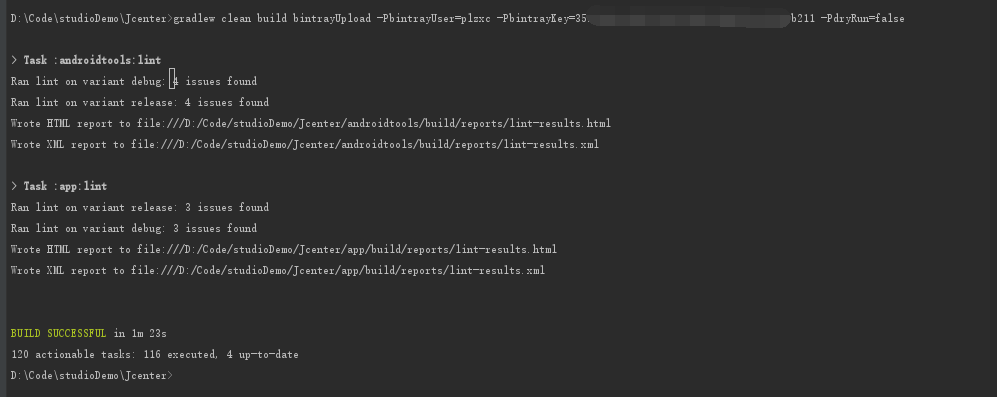 D:\Code\studioDemo\Jcenter>gradlew clean build bintrayUpload -PbintrayUser=plzxc -PbintrayKey=35 b211 -PdryRun=false
> Task :androidtools:lint
Ran lint on variant debug: 4 issues found
Ran lint on variant release: 4 issues found
Wrote HTML report to file:///D:/Code/studioDemo/Jcenter/androidtools/build/reports/lint-results.html
Wrote XML report to file:///D:/Code/studioDemo/Jcenter/androidtools/build/reports/lint-results.xml
> Task :app:lint
Ran lint on variant release: 3 issues found
Ran lint on variant debug: 3 issues found
Wrote HTML report to file:///D:/Code/studioDemo/Jcenter/app/build/reports/lint-results.html
Wrote XML report to file:///D:/Code/studioDemo/Jcenter/app/build/reports/lint-results.xml
BUILD SUCCESSFUL in 1m 23s
120 actionable tasks: 116 executed, 4 up-to-date
D:\Code\studioDemo\Jcenter>